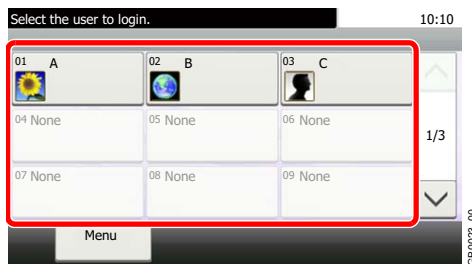 Select the user to login.
10:10
01 A
02 B
03 C
04 None
05 None
06 None
1/3
07 None
08 None
09 None
Menu